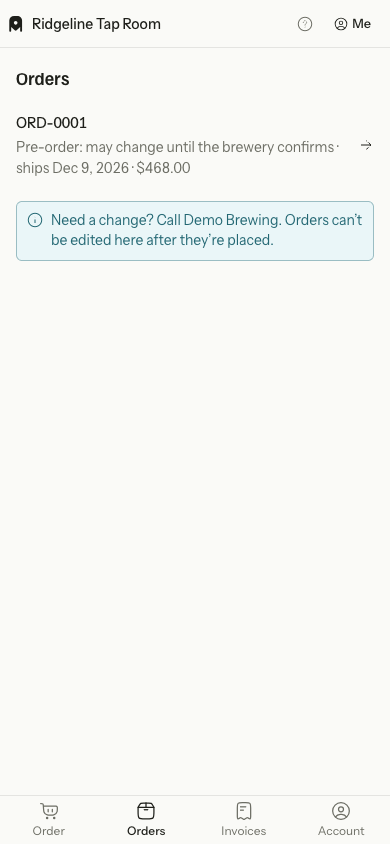 Ridgeline Tap Room
Me
Orders
ORD-0001
Pre-order: may change until the brewery confirms ·
ships Dec 9, 2026 · $468.00
Need a change? Call Demo Brewing. Orders can’t
be edited here after they’re placed.
Order
Orders
Invoices
Account